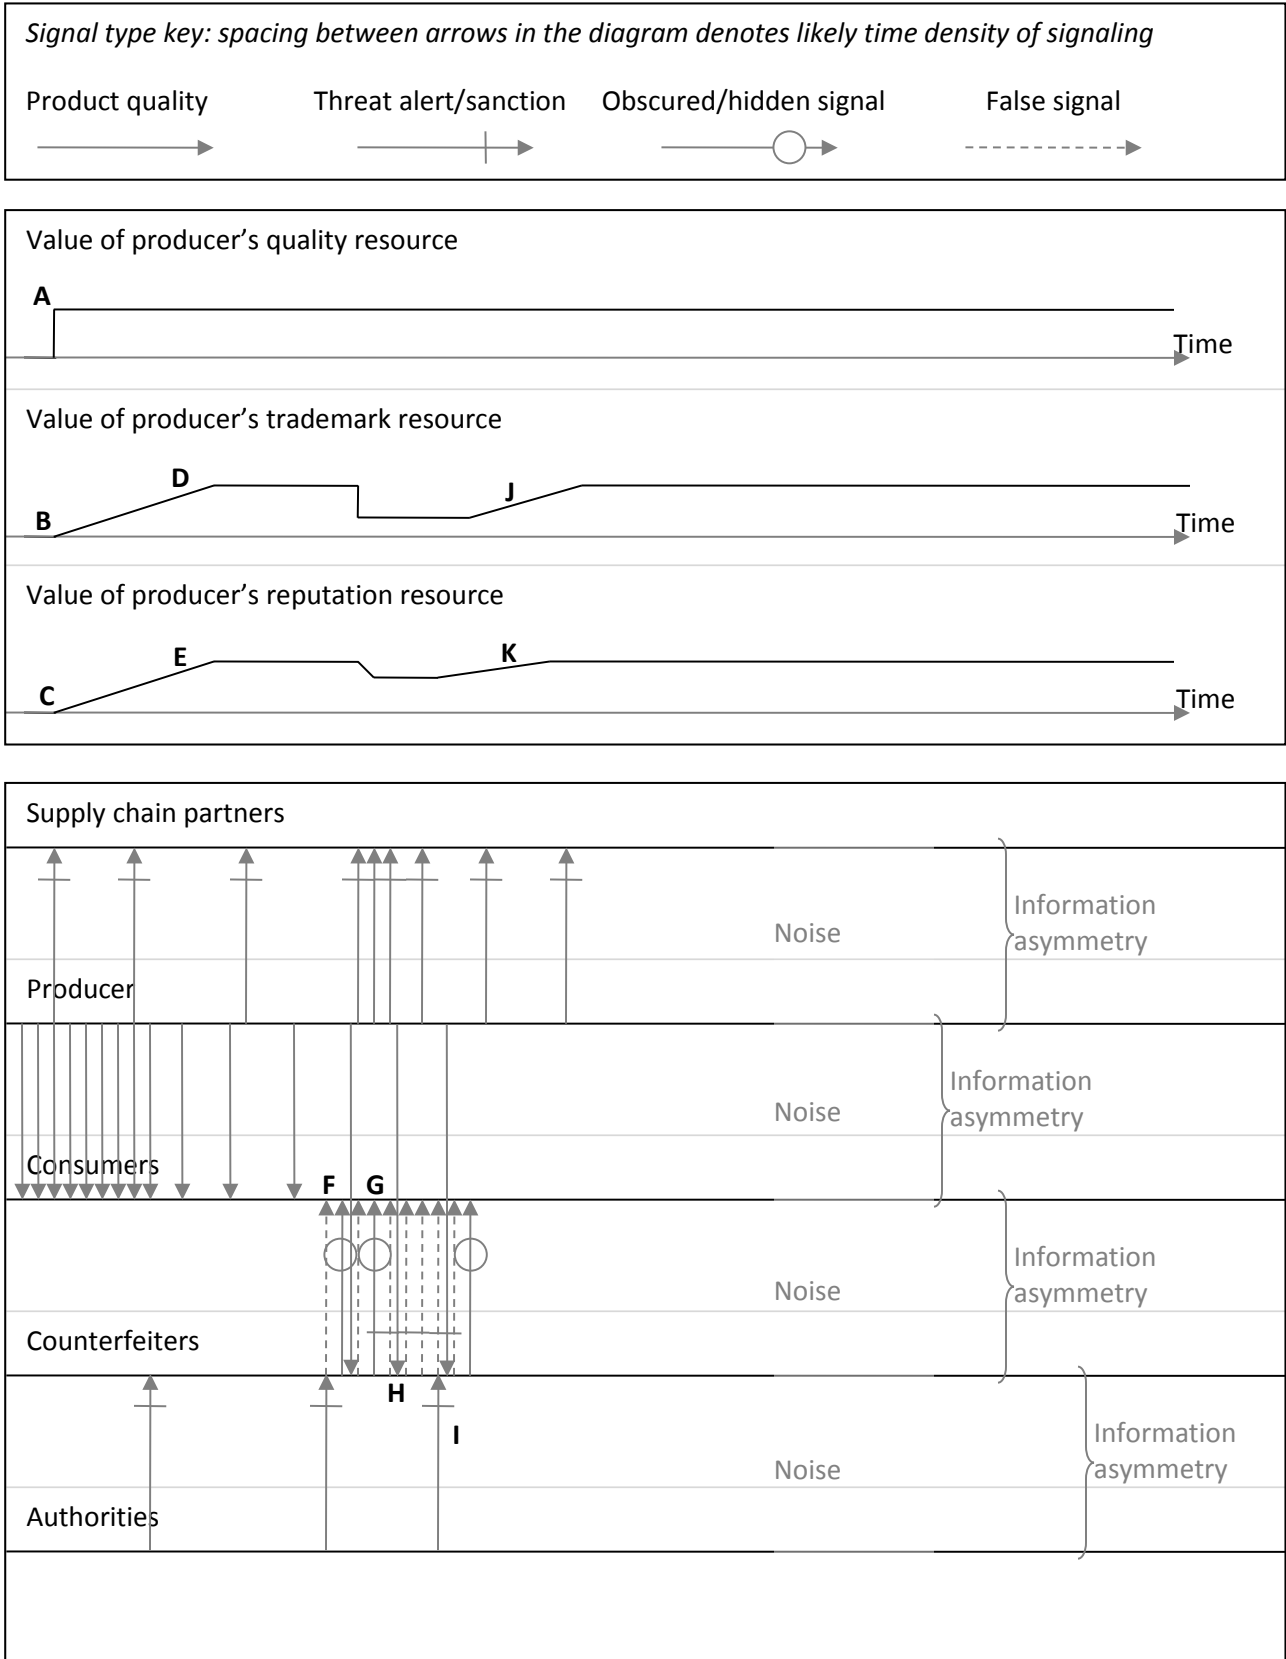 Signal type key: spacing between arrows in the diagram denotes likely time density of signaling
Product quality
Threat alert/sanction
Obscured/hidden signal
False signal
Value of producer’s quality resource
A
Time
Value of producer’s trademark resource
D
J
B
Time
Value of producer’s reputation resource
E
K
C
Time
Supply chain partners
Information
asymmetry
Noise
Producer
Information
asymmetry
Noise
Consumers
F
G
Information
asymmetry
Noise
Counterfeiters
H
I
Information
asymmetry
Noise
Authorities